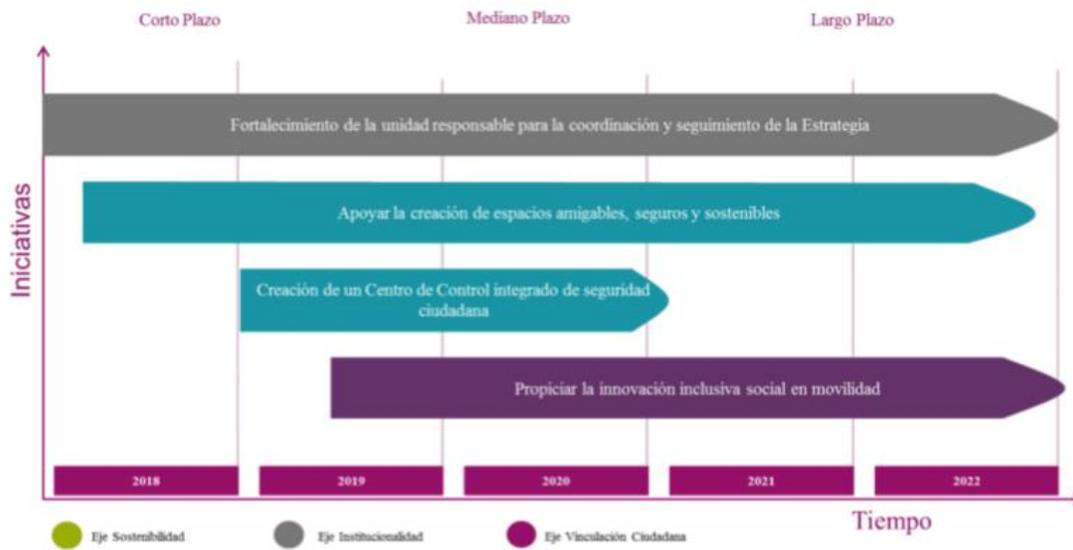 Corto Plazo
Mediano Plazo
Largo Plazo
Iniciativas
Fortalecimiento de la unidad responsable para la coordinación y seguimiento de la Estrategia
Apoyar la creación de espacios amigables, seguros y sostenibles
Creación de un Centro de Control integrado de seguridad
ciudadana
Propiciar la innovación inclusiva social en movilidad
2018
2019
2020
2021
2022
Tiempo
Eje Sostenibilidad
Eje Institucionalidad
Eje Vinculación Ciudadana